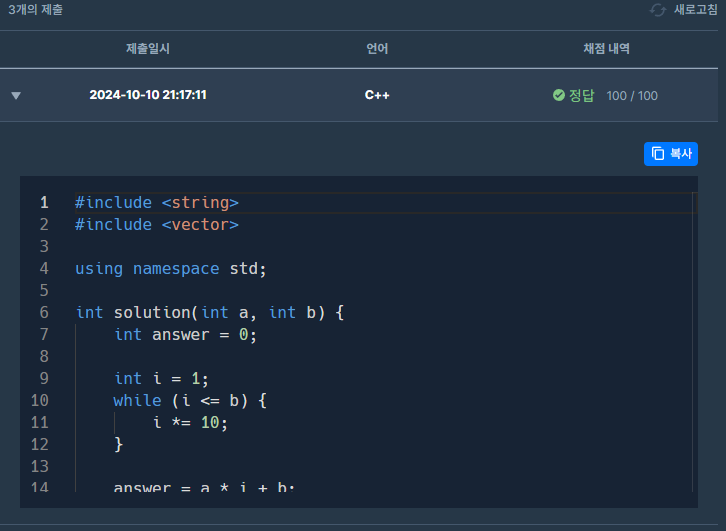 3개의 제출
새로고침
제출일시 언어 채점 내역
2024-10-10 21:17:11 C++ 정답 100 / 100
복사
1 #include <string>
2 #include <vector>
3
4 using namespace std;
5
6 int solution(int a, int b) {
7 int answer = 0;
8
9 int i = 1;
10 while (i <= b) {
11 i *= 10;
12 }
13
14 answer = a * i + b;